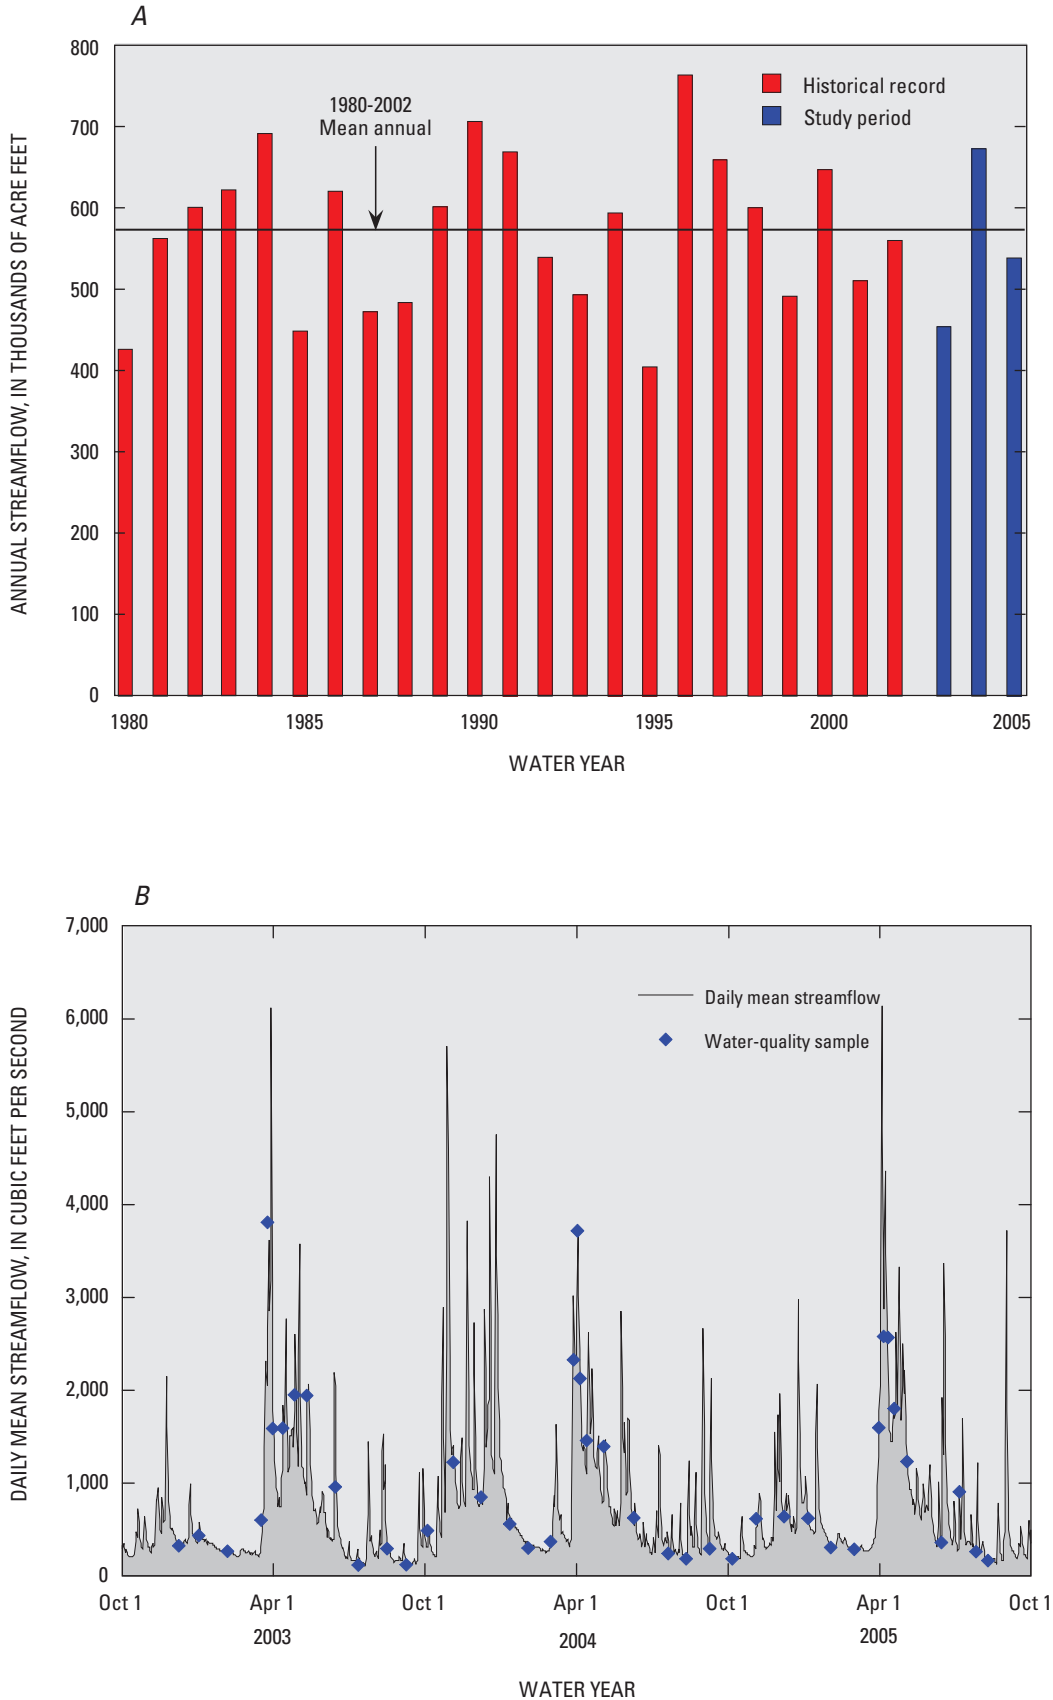 A
800
700
600
500
400
300
200
100
0
ANNUAL STREAMFLOW, IN THOUSANDS OF ACRE FEET
1980-2002
Mean annual
Historical record
Study period
1980
1985
1990
1995
2000
2005
WATER YEAR
B
7,000
6,000
5,000
4,000
3,000
2,000
1,000
0
DAILY MEAN STREAMFLOW, IN CUBIC FEET PER SECOND
Daily mean streamflow
Water-quality sample
Oct 1
Apr 1
Oct 1
Apr 1
Oct 1
Apr 1
Oct 1
2003
2004
2005
WATER YEAR